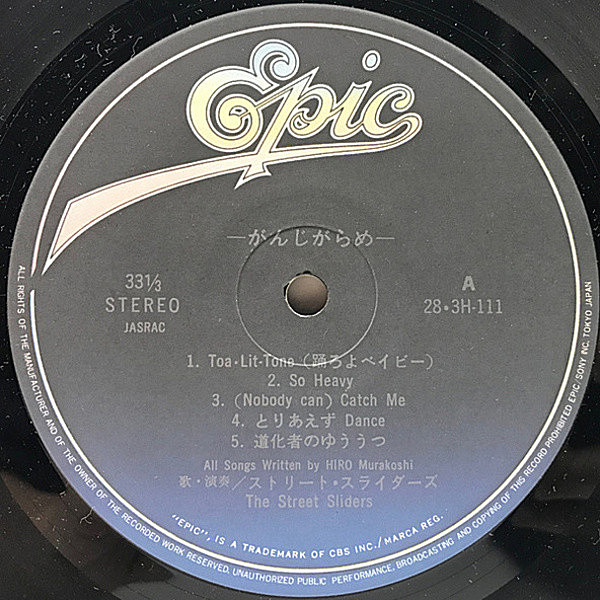 Epic
—がんじがらめ—
33⅓
STEREO
JASRAC
A
28・3H-111
1. Toa・Lit-Tone (踊ろよベイビー)
2. So Heavy
3. (Nobody can) Catch Me
4. とりあえず Dance
5. 道化者のゆううつ
All Songs Written by HIRO Murakoshi
歌・演奏/ストリート・スライダーズ
The Street Sliders
"EPIC", IS A TRADEMARK OF CBS INC./MARCA REG.
ALL RIGHTS OF THE MANUFACTURER AND OF THE OWNER OF THE RECORDED WORK RESERVED. UNAUTHORIZED PUBLIC PERFORMANCE, BROADCASTING AND COPYING OF THIS RECORD PROHIBITED EPIC/SONY INC. TOKYO JAPAN